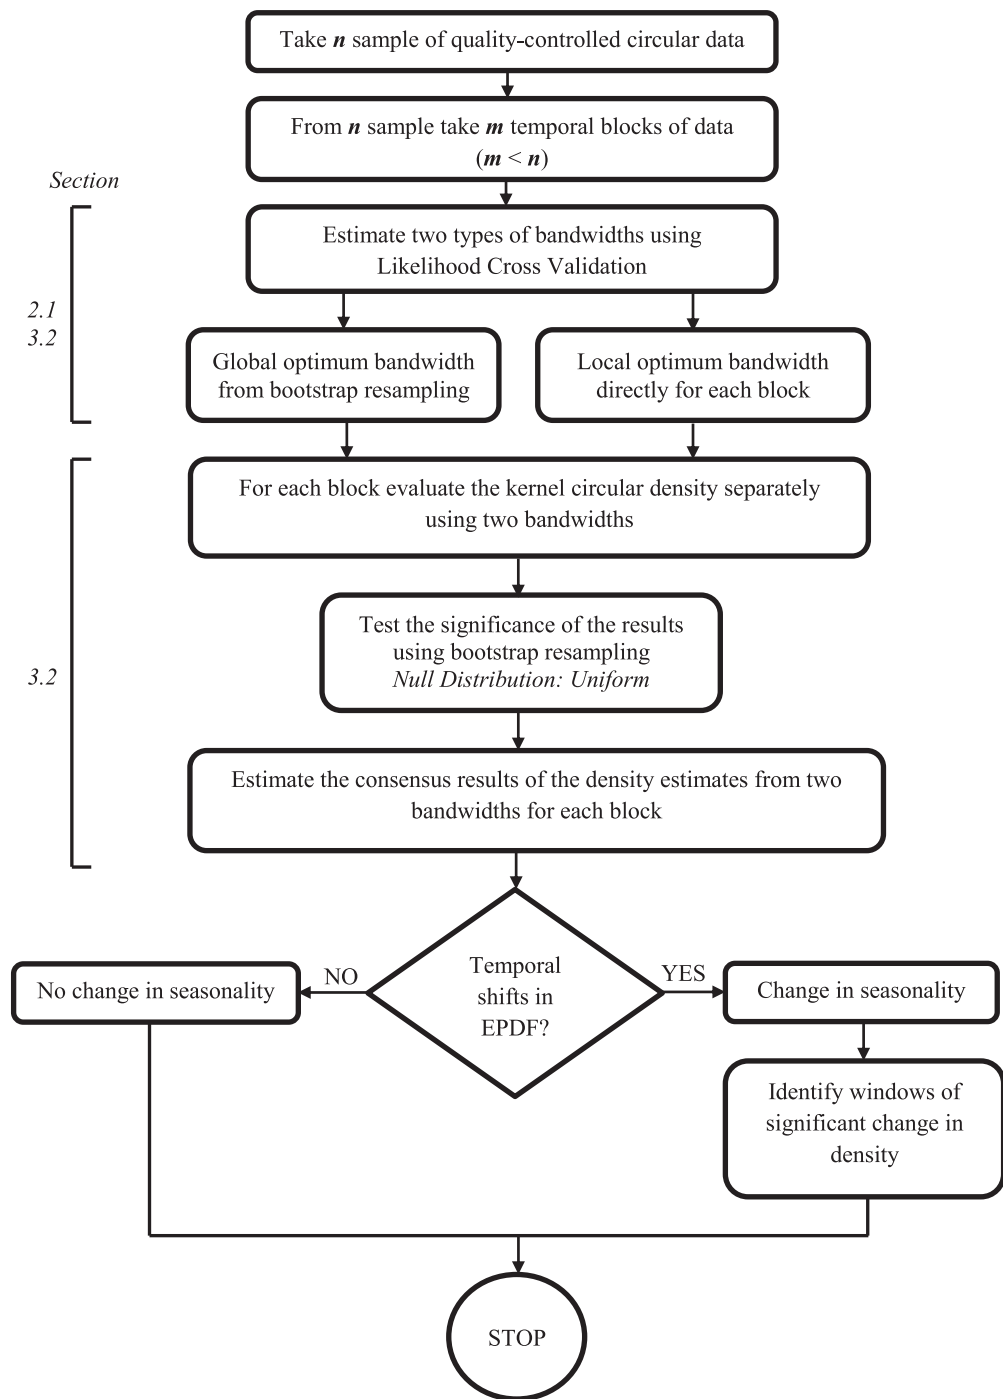 Take n sample of quality-controlled circular data
From n sample take m temporal blocks of data
(m < n)
Section
Estimate two types of bandwidths using
Likelihood Cross Validation
2.1
3.2
Global optimum bandwidth
from bootstrap resampling
Local optimum bandwidth
directly for each block
For each block evaluate the kernel circular density separately
using two bandwidths
Test the significance of the results
using bootstrap resampling
Null Distribution: Uniform
3.2
Estimate the consensus results of the density estimates from two
bandwidths for each block
Temporal
shifts in
EPDF?
NO
YES
No change in seasonality
Change in seasonality
Identify windows of
significant change in
density
STOP